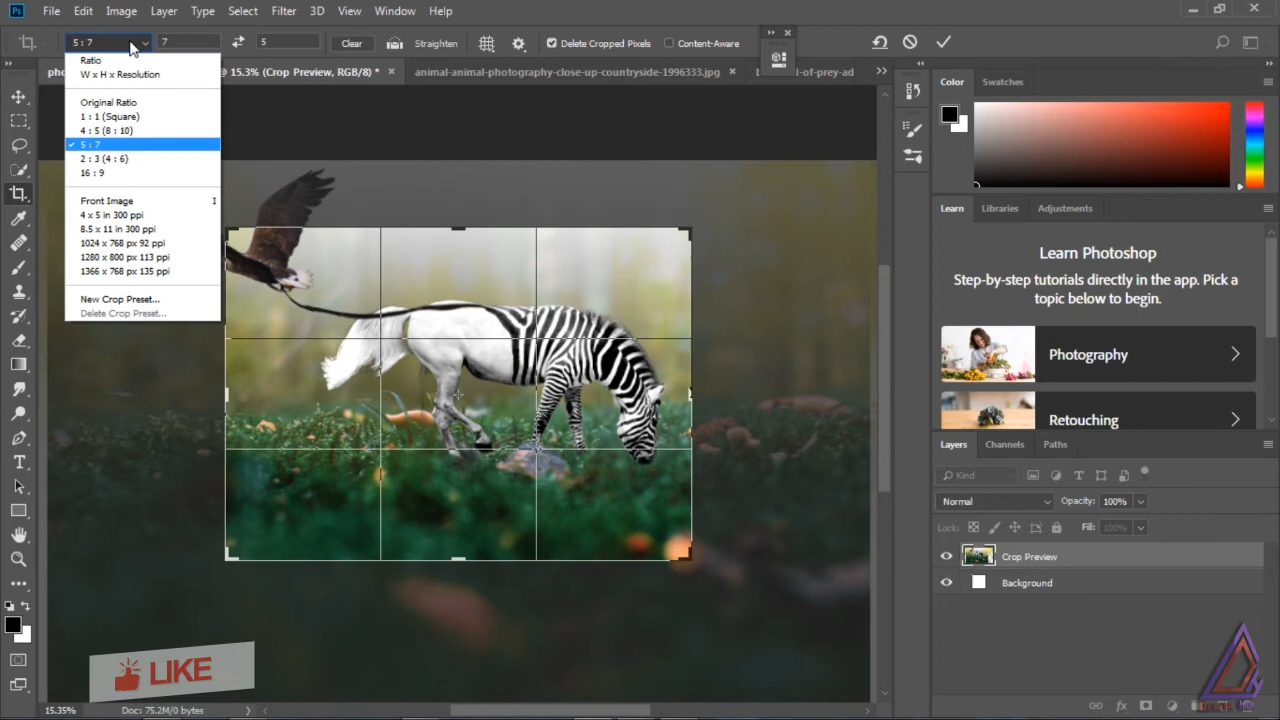 Ps File Edit Image Layer Type Select Filter 3D View Window Help
5 : 7 7 5 Clear Straighten Delete Cropped Pixels Content-Aware
@ 15.3% (Crop Preview, RGB/8) * × animal-animal-photography-close-up-countryside-1996333.jpg ×
Ratio
W x H x Resolution
Original Ratio
1 : 1 (Square)
4 : 5 (8 : 10)
5 : 7
2 : 3 (4 : 6)
16 : 9
Front Image I
4 x 5 in 300 ppi
8.5 x 11 in 300 ppi
1024 x 768 px 92 ppi
1280 x 800 px 113 ppi
1366 x 768 px 135 ppi
New Crop Preset...
Delete Crop Preset...
Color Swatches
Learn Libraries Adjustments
Learn Photoshop
Step-by-step tutorials directly in the app. Pick a
topic below to begin.
Photography
Retouching
Layers Channels Paths
Kind
Normal Opacity: 100%
Lock: Fill: 100%
Crop Preview
Background
LIKE
15.35% Doc: 75.2M/0 bytes